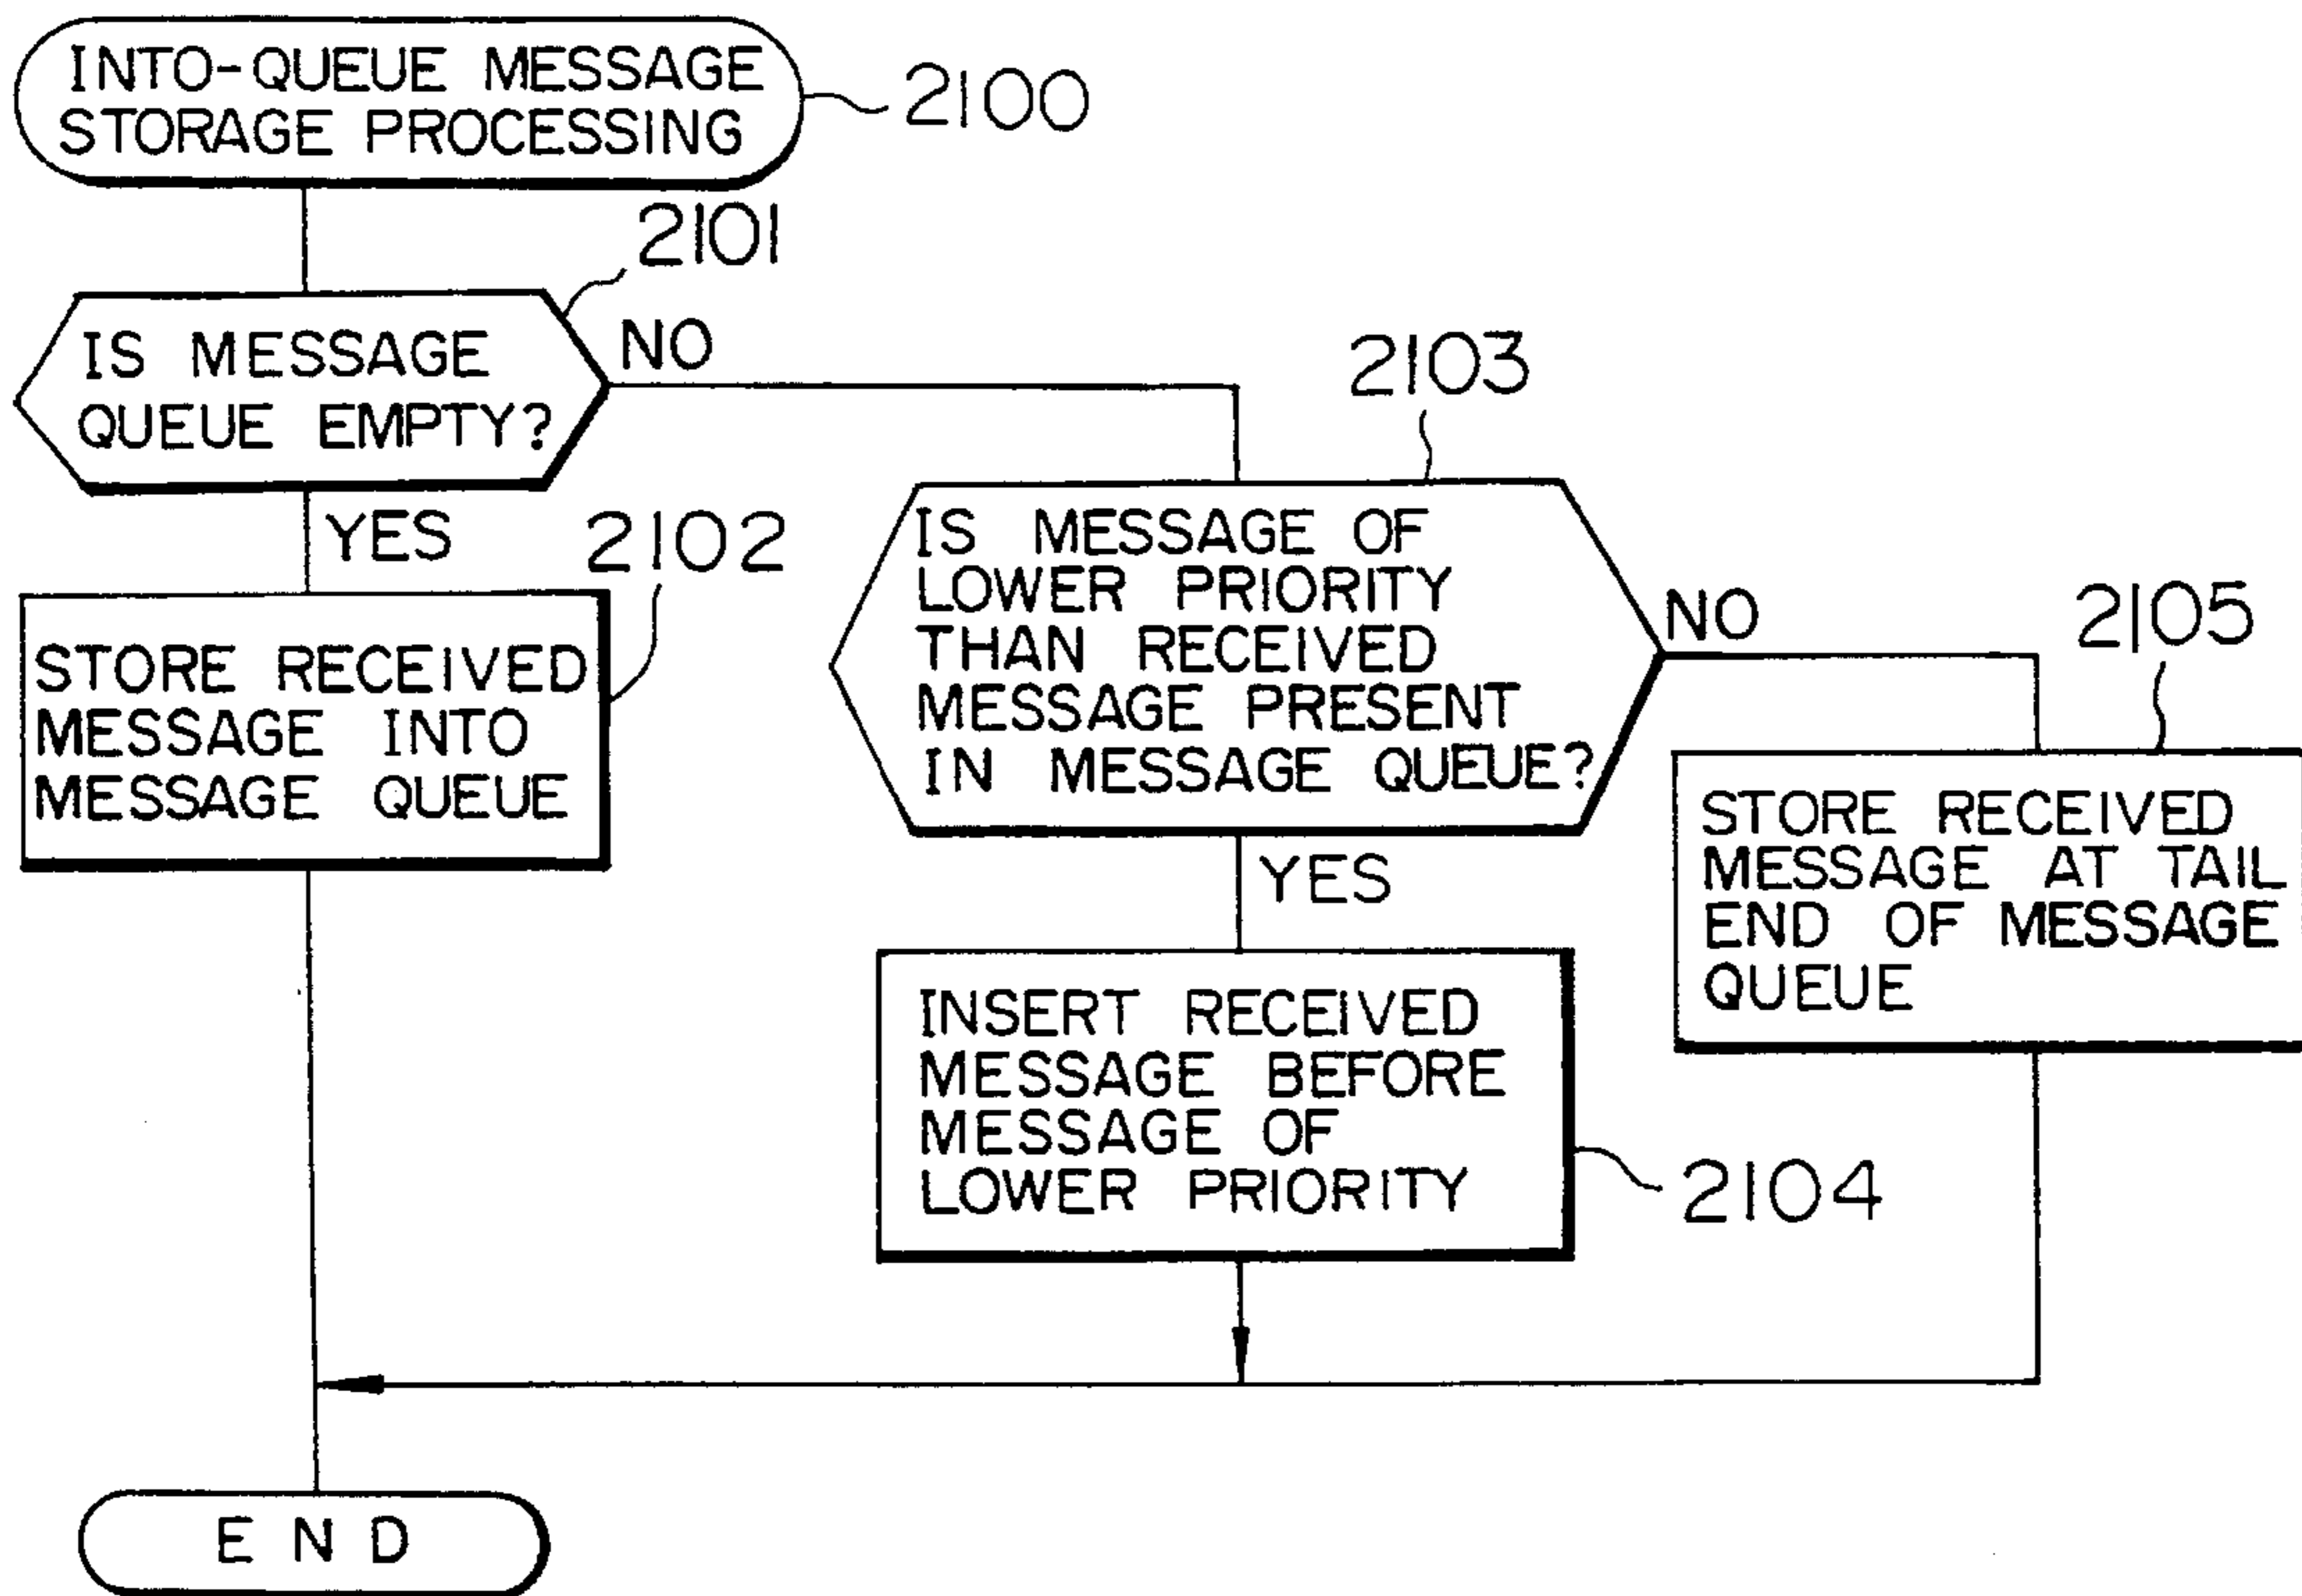 INTO-QUEUE MESSAGE
STORAGE PROCESSING
2100
2101
IS MESSAGE
QUEUE EMPTY?
NO
YES
2102
STORE RECEIVED
MESSAGE INTO
MESSAGE QUEUE
2103
IS MESSAGE OF
LOWER PRIORITY
THAN RECEIVED
MESSAGE PRESENT
IN MESSAGE QUEUE?
NO
YES
2105
STORE RECEIVED
MESSAGE AT TAIL
END OF MESSAGE
QUEUE
INSERT RECEIVED
MESSAGE BEFORE
MESSAGE OF
LOWER PRIORITY
2104
END